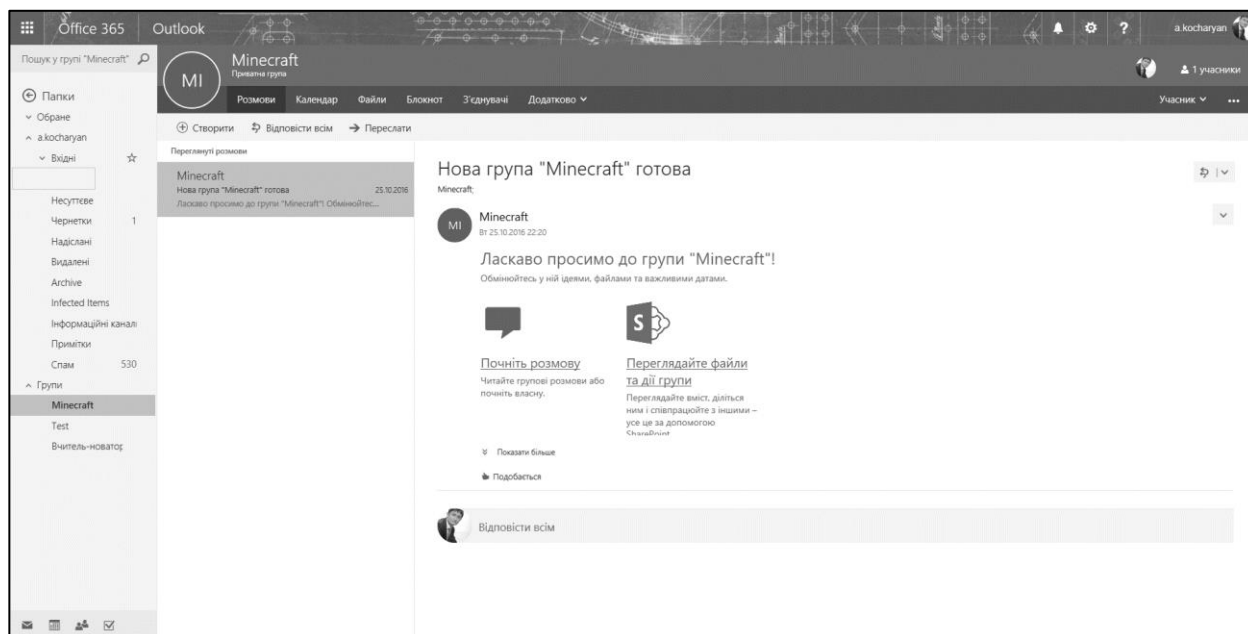 Office 365 Outlook ? a.kocharyan
Пошук у групі "Minecraft"
Папки
Обране
a.kocharyan
Вхідні
Несуттєве
Чернетки 1
Надіслані
Видалені
Archive
Infected Items
Інформаційні канали
Примітки
Спам 530
Групи
Minecraft
Test
Вчитель-новатор
MI
Minecraft
Приватна група
1 учасники
Розмови Календар Файли Блокнот З'єднувачі Додатково Учасник
Створити Відповісти всім Переслати
Переглянуті розмови
Minecraft
Нова група "Minecraft" готова 25.10.2016
Ласкаво просимо до групи "Minecraft"! Обмінюйтес...
Нова група "Minecraft" готова
Minecraft;
MI
Minecraft
Вт 25.10.2016 22:20
Ласкаво просимо до групи "Minecraft"!
Обмінюйтесь у ній ідеями, файлами та важливими датами.
Почніть розмову
Читайте групові розмови або
почніть власну.
S
Переглядайте файли
та дії групи
Переглядайте вміст, діліться
ним і співпрацюйте з іншими –
усе це за допомогою
SharePoint
Показати більше
Подобається
Відповісти всім